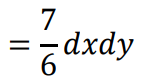 = 7/6 dxdy